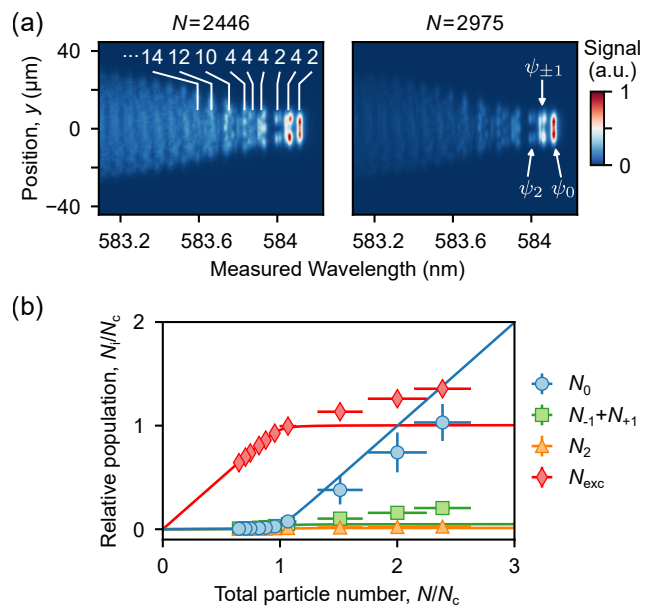 (a)
N=2446
N=2975
Position, y (μm)
40
0
−40
···14 12 10 4 4 4 2 4 2
583.2 583.6 584
ψ±1
ψ2
ψ0
583.2 583.6 584
Measured Wavelength (nm)
Signal
(a.u.)
1
0
(b)
Relative population, Ni/Nc
2
1
0
0 1 2 3
Total particle number, N/Nc
N0
N-1+N+1
N2
Nexc